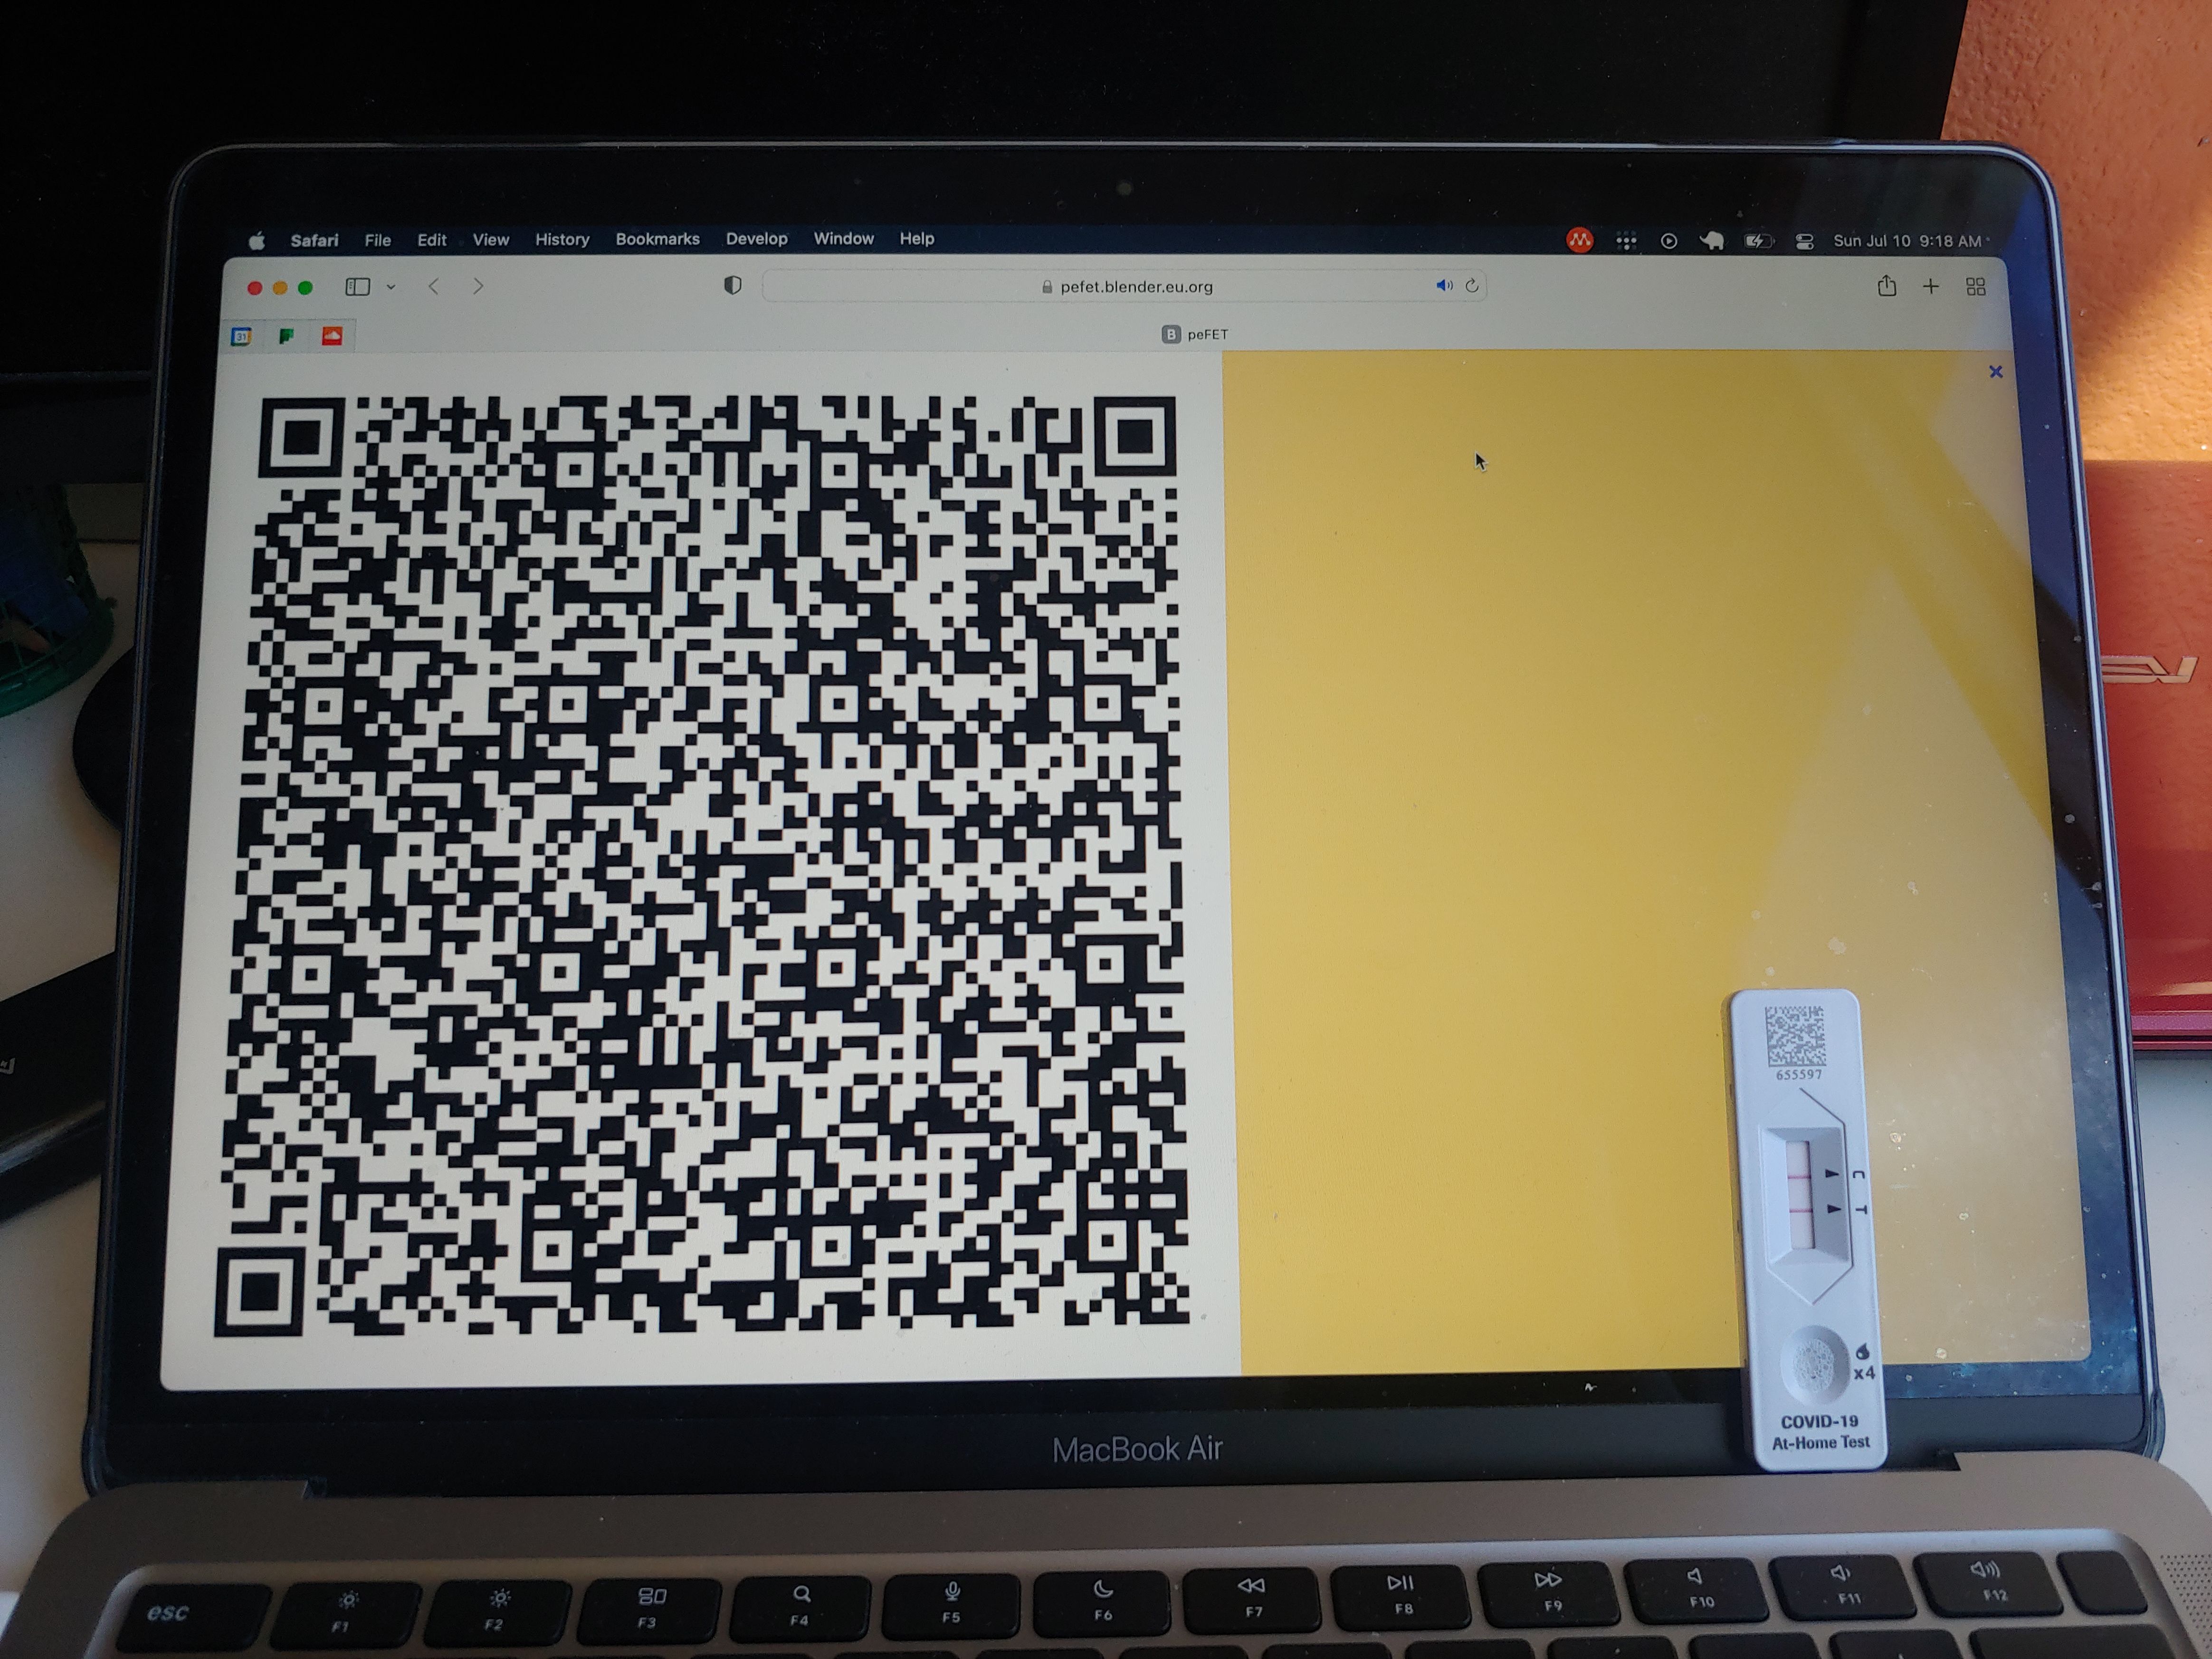 Safari File Edit View History Bookmarks Develop Window Help
Sun Jul 10 9:18 AM
pefet.blender.eu.org
31
B peFET
655597
C
T
x4
COVID-19
At-Home Test
MacBook Air
esc
F1
F2
F3
F4
F5
F6
F7
F8
F9
F10
F11
F12